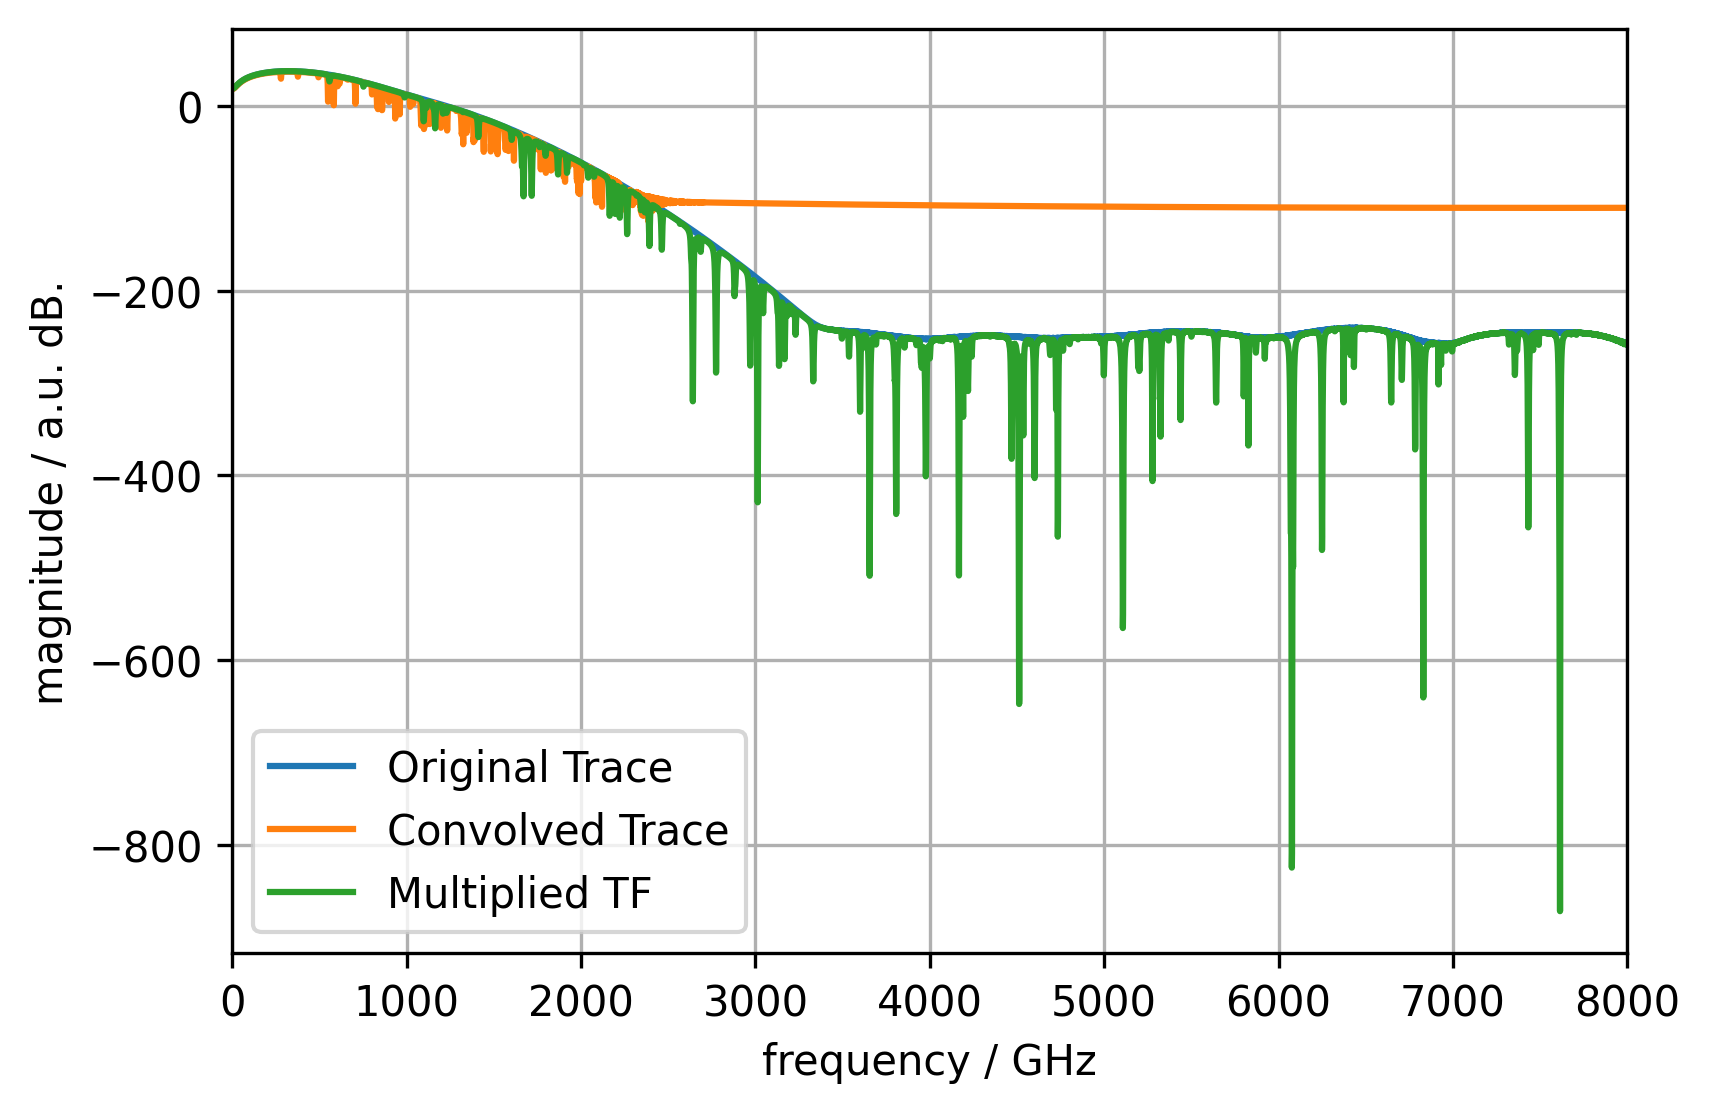 0
−200
−400
−600
−800
magnitude / a.u. dB.
Original Trace
Convolved Trace
Multiplied TF
0 1000 2000 3000 4000 5000 6000 7000 8000
frequency / GHz